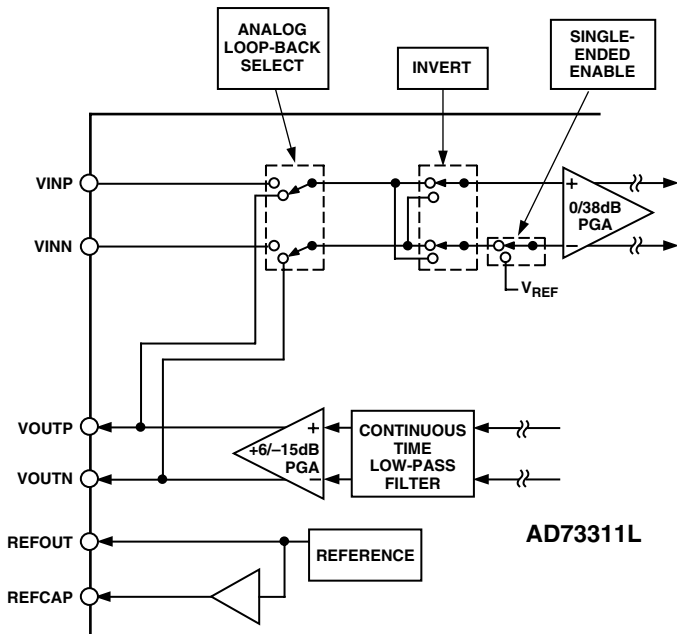 ANALOG
LOOP-BACK
SELECT
INVERT
SINGLE-
ENDED
ENABLE
VINP
+
0/38dB
PGA
VINN
–
VREF
VOUTP
+
+6/–15dB
PGA
–
CONTINUOUS
TIME
LOW-PASS
FILTER
VOUTN
REFOUT
REFERENCE
AD73311L
REFCAP